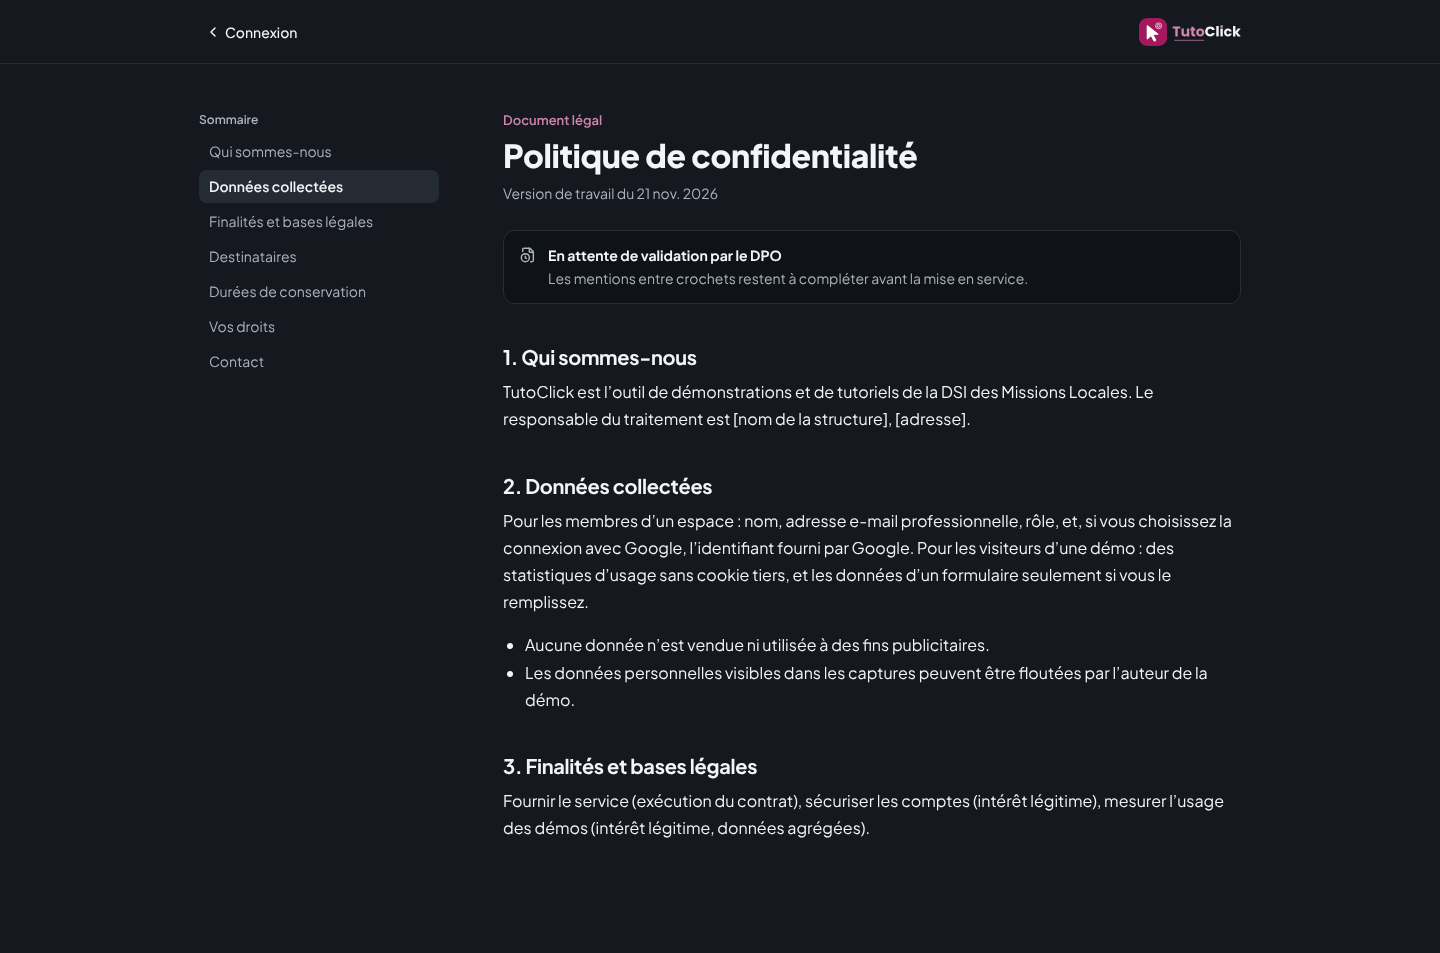 Connexion
TutoClick
Sommaire
Qui sommes-nous
Données collectées
Finalités et bases légales
Destinataires
Durées de conservation
Vos droits
Contact
Document légal
Politique de confidentialité
Version de travail du 21 nov. 2026
En attente de validation par le DPO
Les mentions entre crochets restent à compléter avant la mise en service.
1. Qui sommes-nous
TutoClick est l’outil de démonstrations et de tutoriels de la DSI des Missions Locales. Le
responsable du traitement est [nom de la structure], [adresse].
2. Données collectées
Pour les membres d’un espace : nom, adresse e-mail professionnelle, rôle, et, si vous choisissez la
connexion avec Google, l’identifiant fourni par Google. Pour les visiteurs d’une démo : des
statistiques d’usage sans cookie tiers, et les données d’un formulaire seulement si vous le
remplissez.
• Aucune donnée n’est vendue ni utilisée à des fins publicitaires.
• Les données personnelles visibles dans les captures peuvent être floutées par l’auteur de la
démo.
3. Finalités et bases légales
Fournir le service (exécution du contrat), sécuriser les comptes (intérêt légitime), mesurer l’usage
des démos (intérêt légitime, données agrégées).